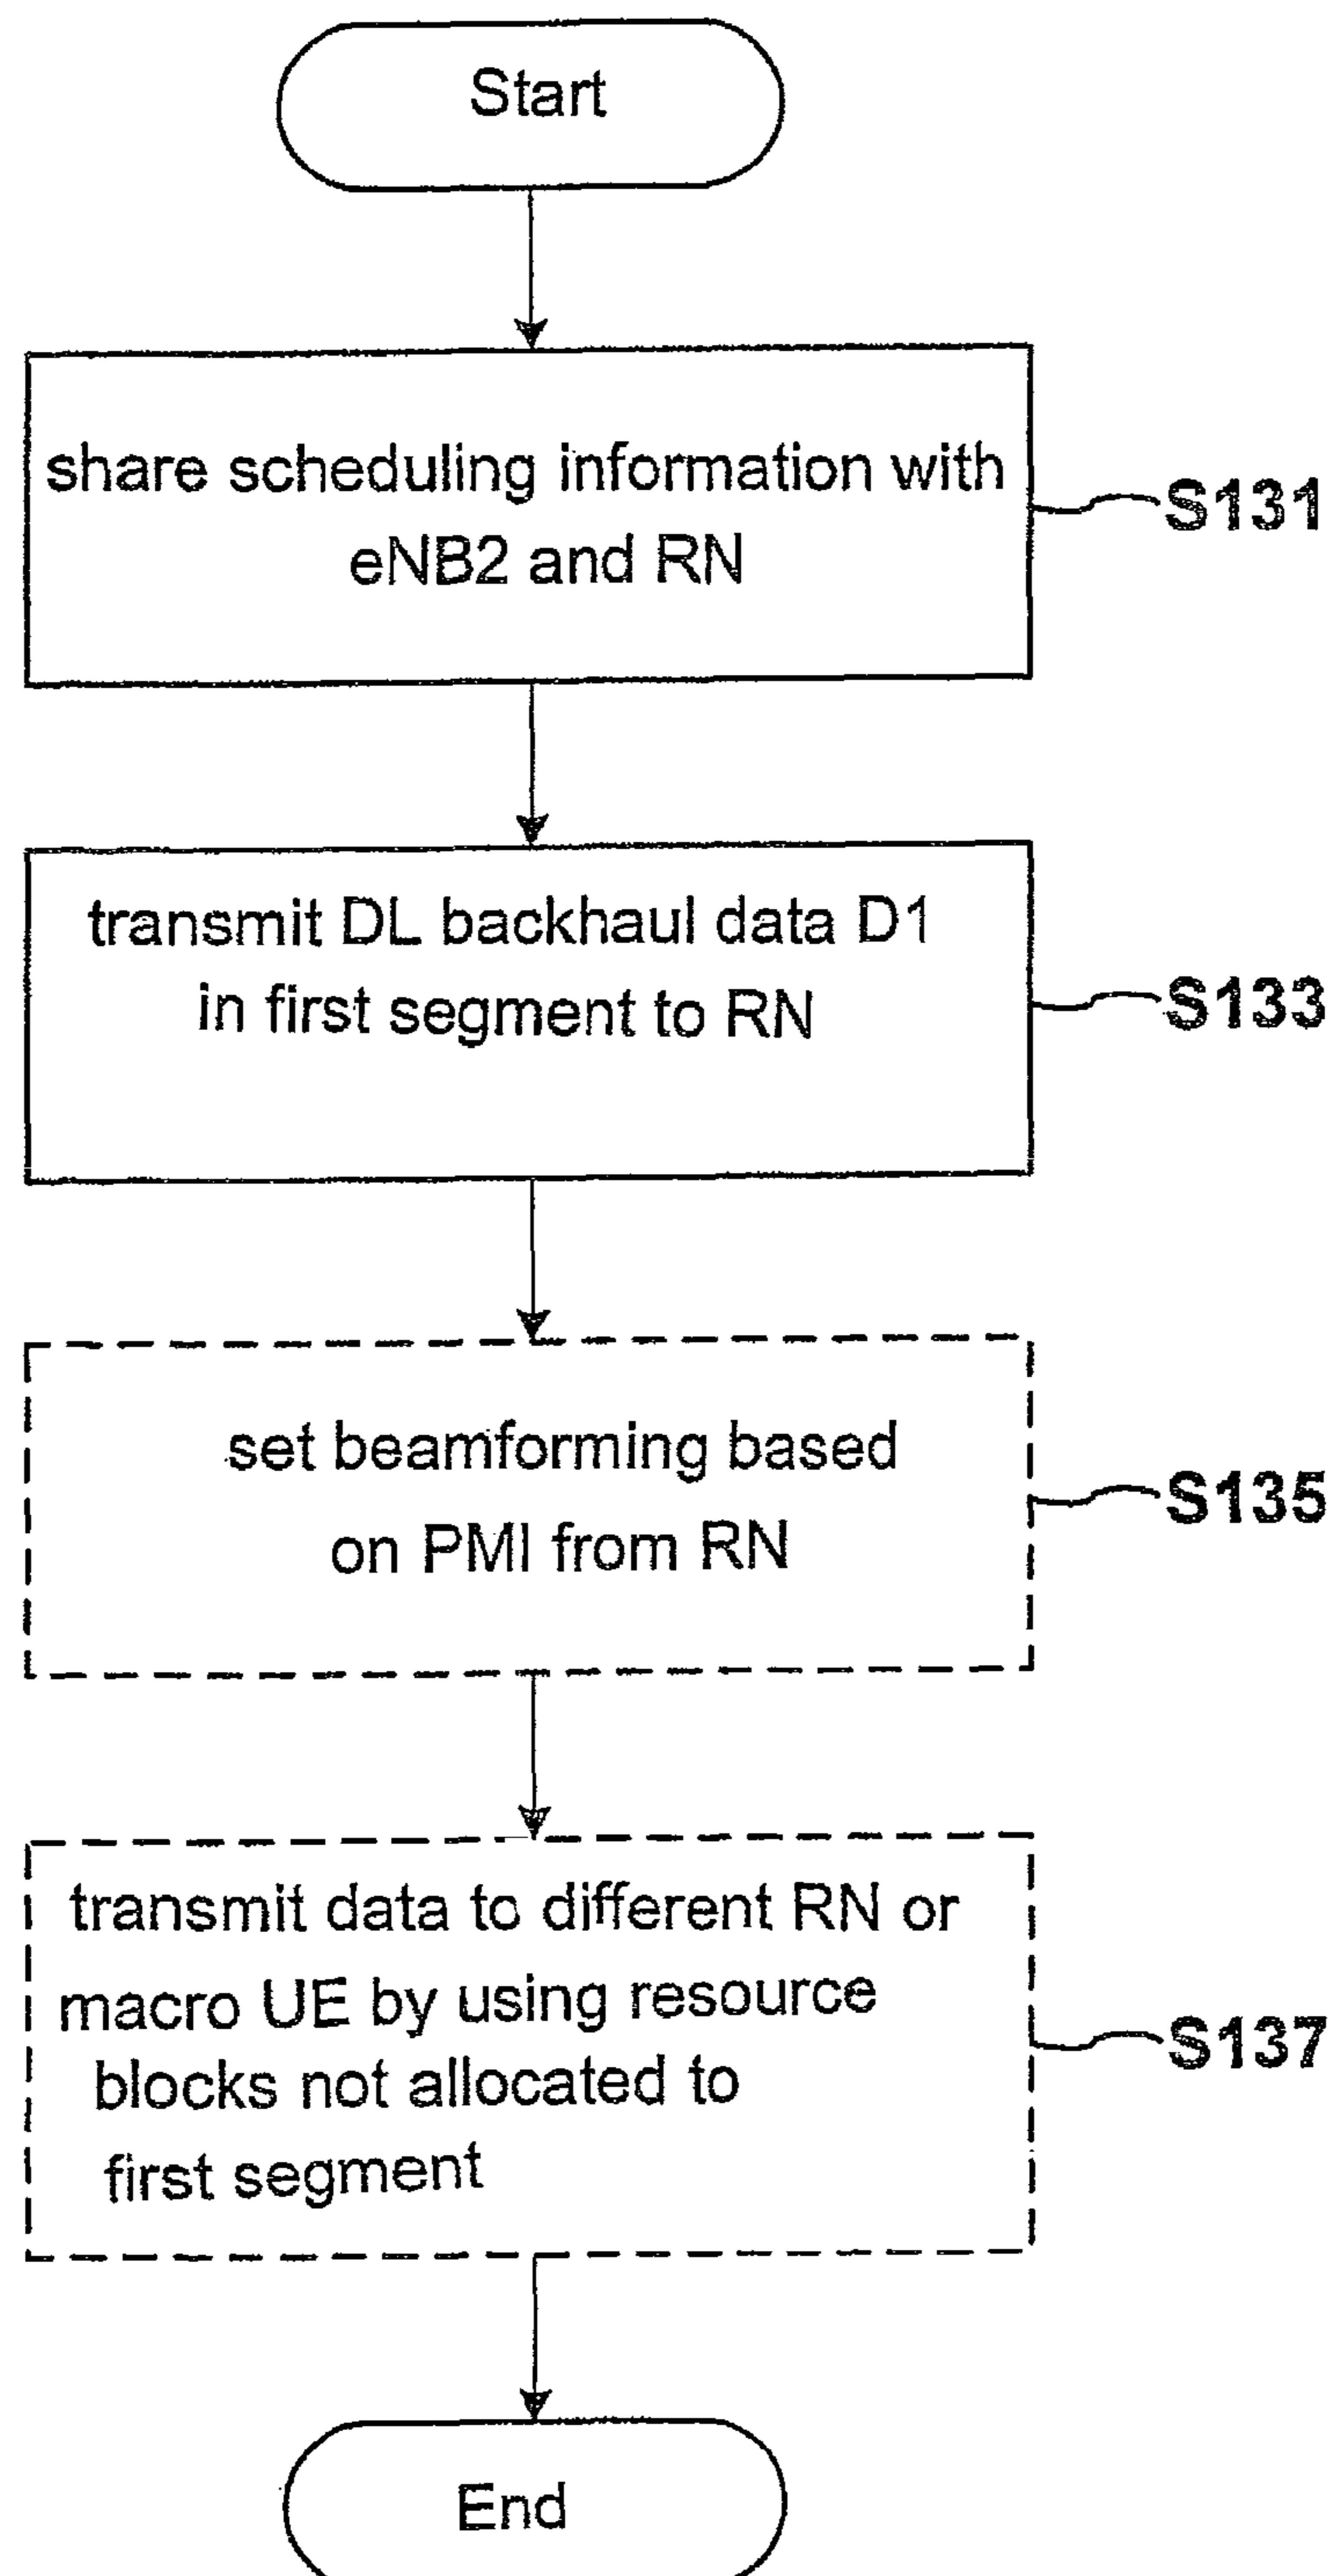 Start
share scheduling information with
eNB2 and RN
S131
transmit DL backhaul data D1
in first segment to RN
S133
set beamforming based
on PMI from RN
S135
transmit data to different RN or
macro UE by using resource
blocks not allocated to
first segment
S137
End